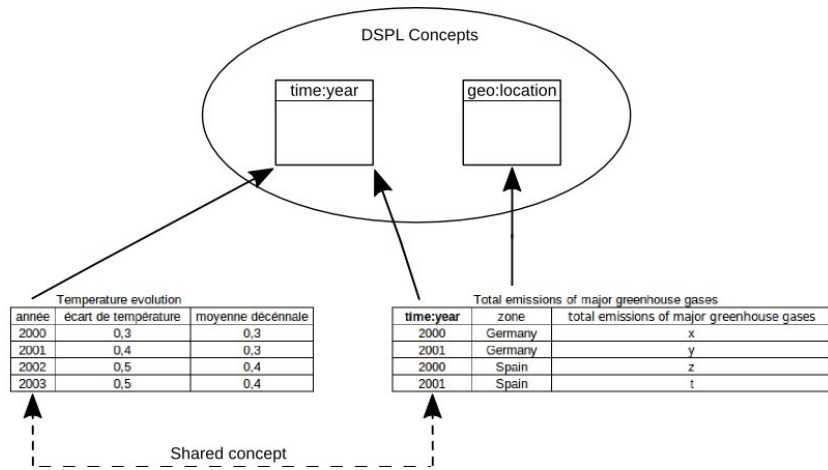 DSPL Concepts
time:year geo:location
Temperature evolution
année écart de température moyenne décénnale
2000 0,3 0,3
2001 0,4 0,3
2002 0,5 0,4
2003 0,5 0,4
Total emissions of major greenhouse gases
time:year zone total emissions of major greenhouse gases
2000 Germany x
2001 Germany y
2000 Spain z
2001 Spain t
Shared concept